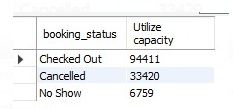 booking_status Utilize capacity
Checked Out 94411
Cancelled 33420
No Show 6759